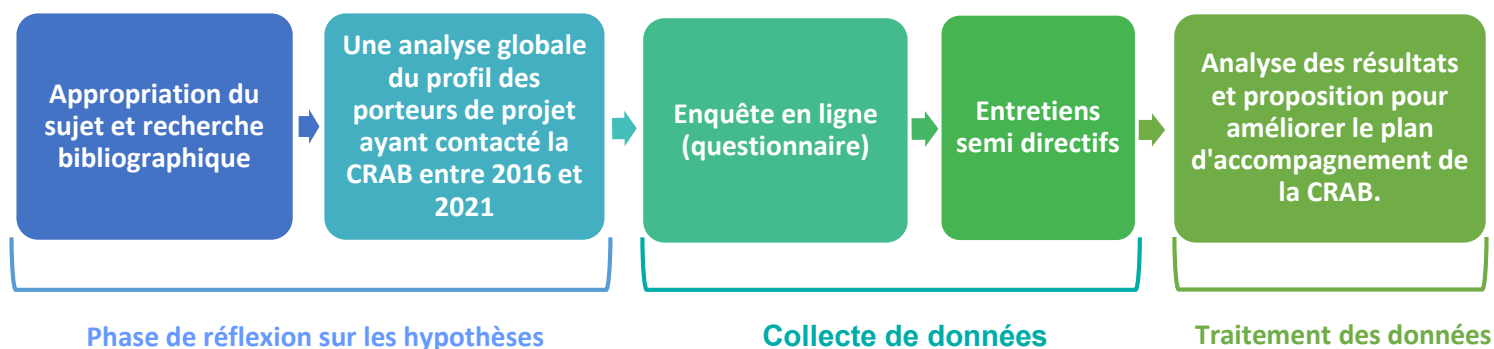 Appropriation du
sujet et recherche
bibliographique
Une analyse globale
du profil des
porteurs de projet
ayant contacté la
CRAB entre 2016 et
2021
Enquête en ligne
(questionnaire)
Entretiens
semi directifs
Analyse des résultats
et proposition pour
améliorer le plan
d'accompagnement de
la CRAB.
Phase de réflexion sur les hypothèses
Collecte de données
Traitement des données